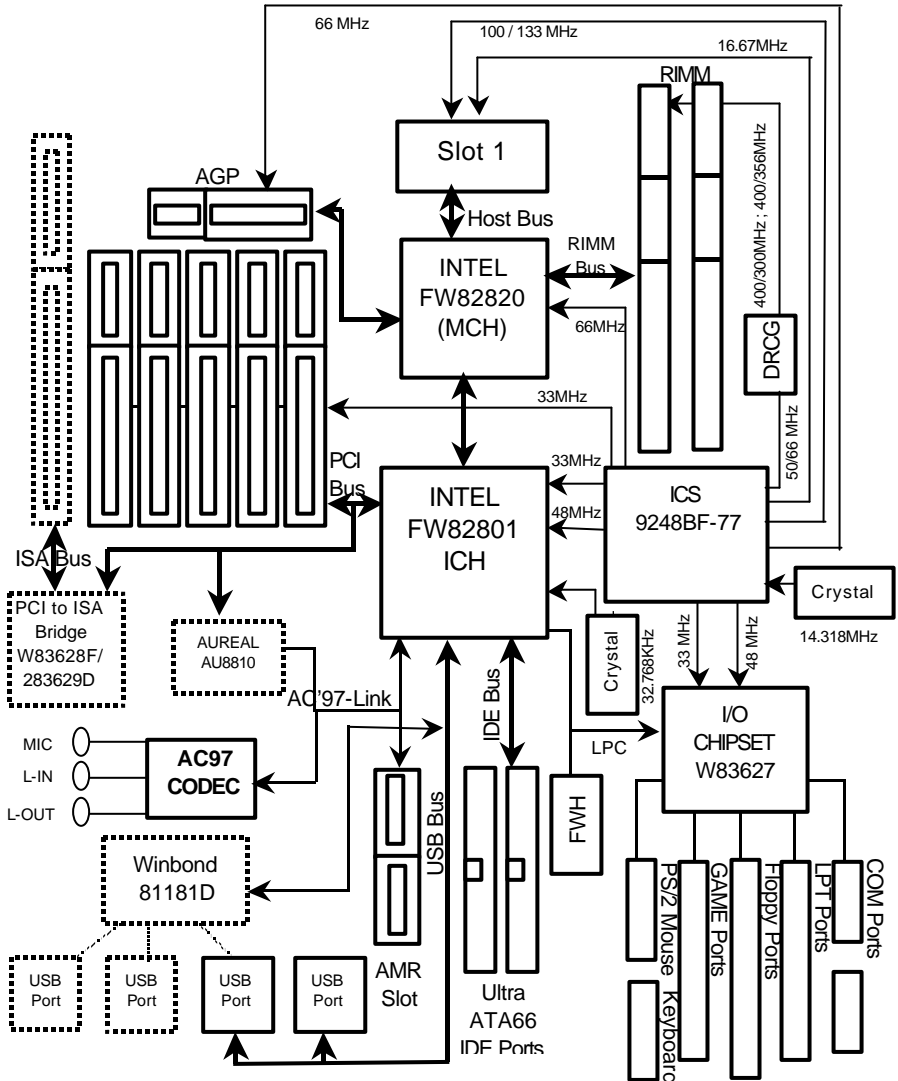 66 MHz
100 / 133 MHz
16.67MHz
RIMM
Slot 1
AGP
Host Bus
400/300MHz ; 400/356MHz
INTEL
FW82820
(MCH)
RIMM
Bus
66MHz
DRCG
33MHz
50/66 MHz
PCI
Bus
33MHz
INTEL
FW82801
ICH
48MHz
ICS
9248BF-77
ISA Bus
PCI to ISA
Bridge
W83628F/
283629D
AUREAL
AU8810
Crystal
14.318MHz
Crystal
32.768KHz
33 MHz
48 MHz
AC'97-Link
IDE Bus
I/O
CHIPSET
W83627
LPC
MIC
L-IN
L-OUT
AC97
CODEC
USB Bus
FWH
Winbond
81181D
PS/2 Mouse
GAME Ports
Floppy Ports
LPT Ports
COM Ports
USB
Port
USB
Port
USB
Port
USB
Port
AMR
Slot
Ultra
ATA66
IDE Ports
Keyboard